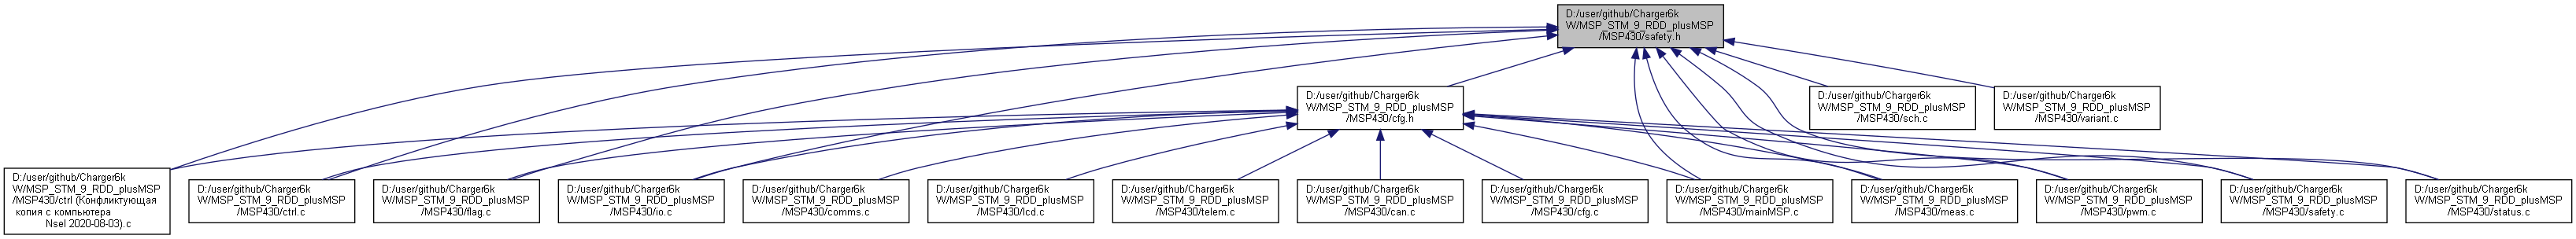 D:/user/github/Charger6k
W/MSP_STM_9_RDD_plusMSP
/MSP430/safety.h
D:/user/github/Charger6k
W/MSP_STM_9_RDD_plusMSP
/MSP430/cfg.h
D:/user/github/Charger6k
W/MSP_STM_9_RDD_plusMSP
/MSP430/sch.c
D:/user/github/Charger6k
W/MSP_STM_9_RDD_plusMSP
/MSP430/variant.c
D:/user/github/Charger6k
W/MSP_STM_9_RDD_plusMSP
/MSP430/ctrl (Конфликтующая
копия с компьютера
Nsel 2020-08-03).c
D:/user/github/Charger6k
W/MSP_STM_9_RDD_plusMSP
/MSP430/ctrl.c
D:/user/github/Charger6k
W/MSP_STM_9_RDD_plusMSP
/MSP430/flag.c
D:/user/github/Charger6k
W/MSP_STM_9_RDD_plusMSP
/MSP430/io.c
D:/user/github/Charger6k
W/MSP_STM_9_RDD_plusMSP
/MSP430/comms.c
D:/user/github/Charger6k
W/MSP_STM_9_RDD_plusMSP
/MSP430/lcd.c
D:/user/github/Charger6k
W/MSP_STM_9_RDD_plusMSP
/MSP430/telem.c
D:/user/github/Charger6k
W/MSP_STM_9_RDD_plusMSP
/MSP430/can.c
D:/user/github/Charger6k
W/MSP_STM_9_RDD_plusMSP
/MSP430/cfg.c
D:/user/github/Charger6k
W/MSP_STM_9_RDD_plusMSP
/MSP430/mainMSP.c
D:/user/github/Charger6k
W/MSP_STM_9_RDD_plusMSP
/MSP430/meas.c
D:/user/github/Charger6k
W/MSP_STM_9_RDD_plusMSP
/MSP430/pwm.c
D:/user/github/Charger6k
W/MSP_STM_9_RDD_plusMSP
/MSP430/safety.c
D:/user/github/Charger6k
W/MSP_STM_9_RDD_plusMSP
/MSP430/status.c